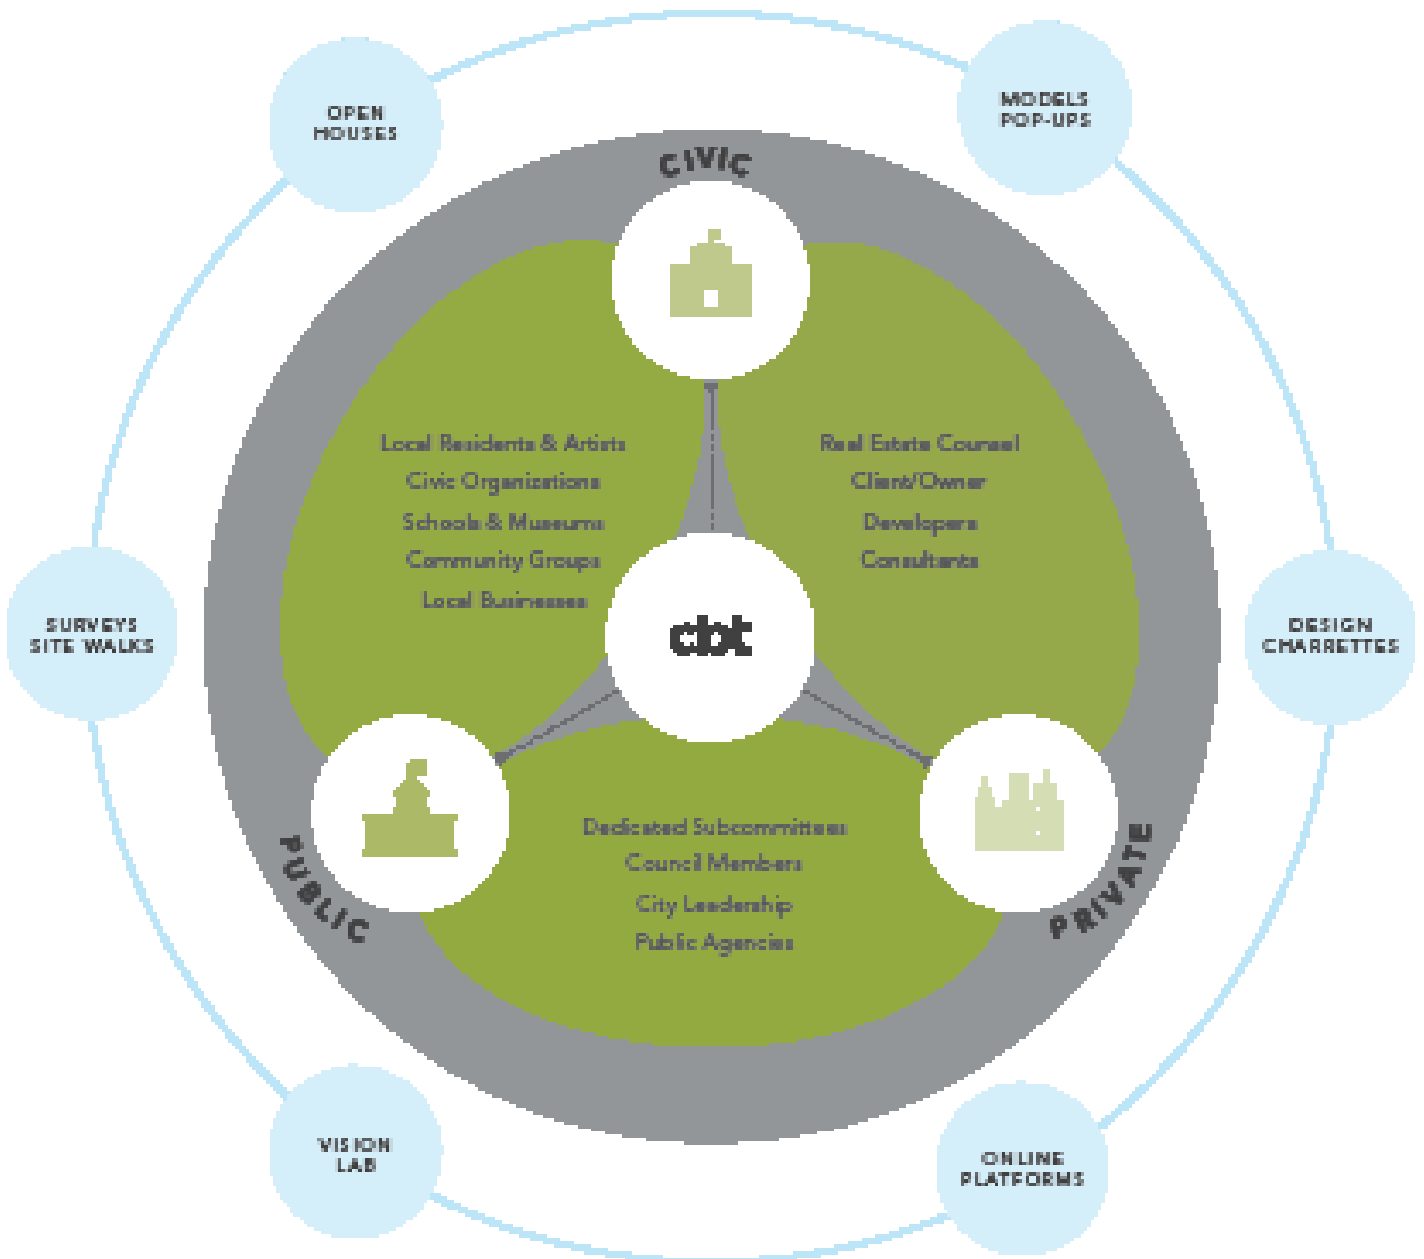 OPEN
HOUSES
MODELS
POP-UPS
CIVIC
Local Residents & Artists
Civic Organizations
Schools & Museums
Community Groups
Local Businesses
Real Estate Counsel
Client/Owner
Developers
Consultants
SURVEYS
SITE WALKS
cbt
DESIGN
CHARRETTES
Dedicated Subcommittees
Council Members
City Leadership
Public Agencies
PUBLIC
PRIVATE
VISION
LAB
ONLINE
PLATFORMS